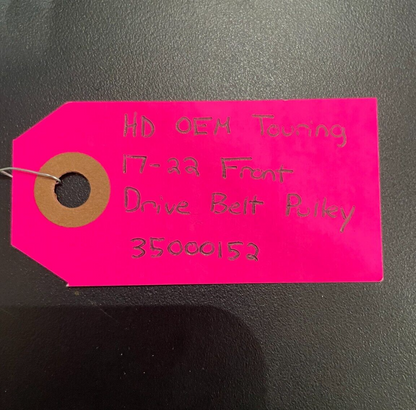 HD OEM Touring
17-22 Front
Drive Belt Pulley
35000152